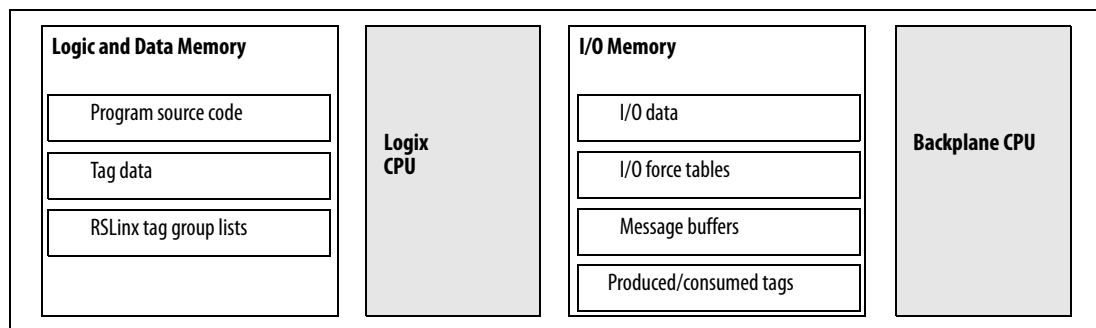 Logic and Data Memory
Program source code
Tag data
RSLinx tag group lists
Logix
CPU
I/O Memory
I/O data
I/O force tables
Message buffers
Produced/consumed tags
Backplane CPU